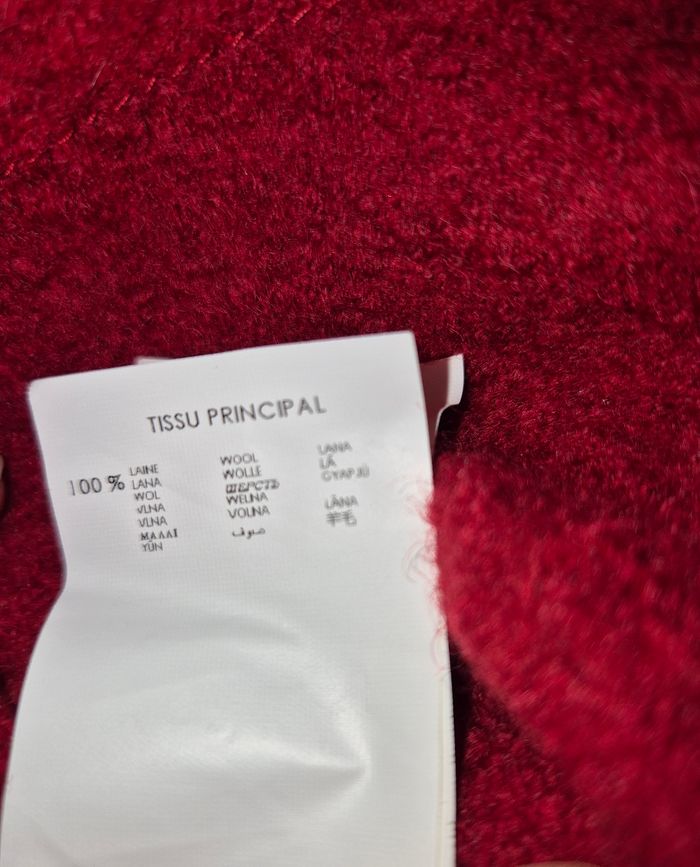 TISSU PRINCIPAL
100 % LAINE WOOL LANA
LANA WOLLE LÃ
WOL ШЕРСТЬ GYAPJÚ
VLNA WEŁNA
VLNA VOLNA LÂNA
ΜΑΛΛΙ صوف 羊毛
YÜN